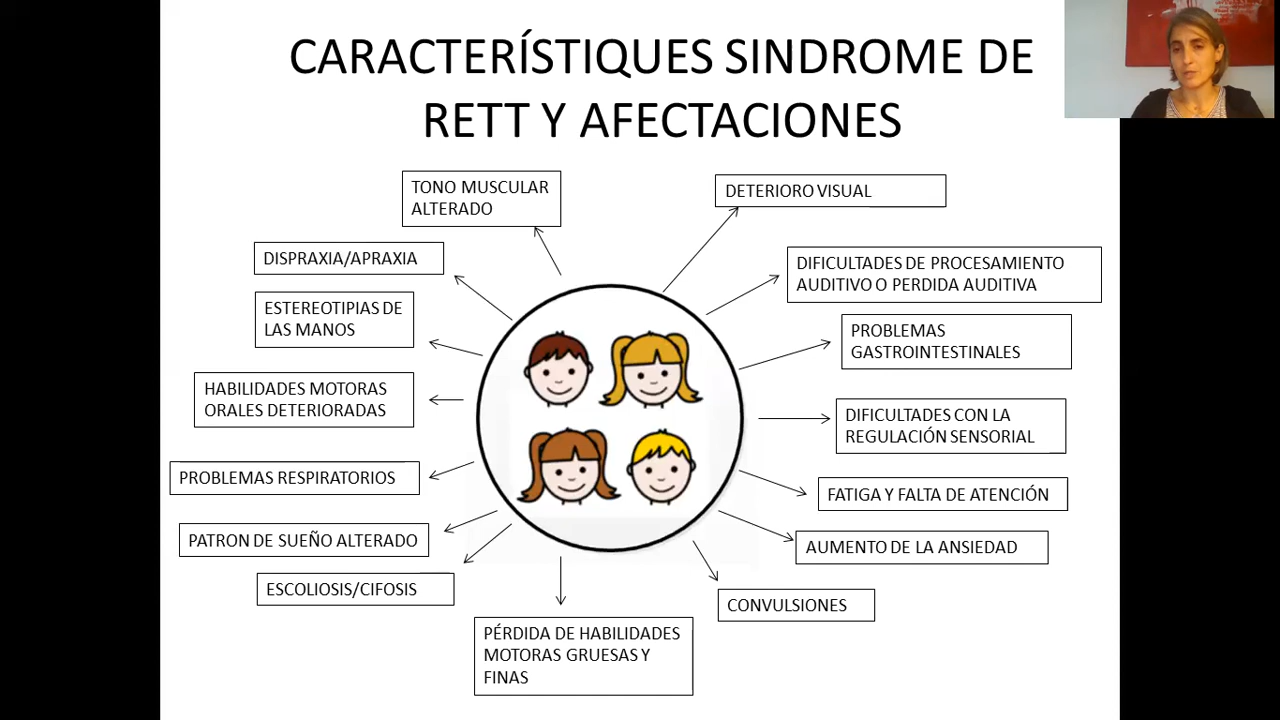 CARACTERÍSTIQUES SINDROME DE
RETT Y AFECTACIONES
TONO MUSCULAR
ALTERADO
DETERIORO VISUAL
DISPRAXIA/APRAXIA
DIFICULTADES DE PROCESAMIENTO
AUDITIVO O PERDIDA AUDITIVA
ESTEREOTIPIAS DE
LAS MANOS
PROBLEMAS
GASTROINTESTINALES
HABILIDADES MOTORAS
ORALES DETERIORADAS
DIFICULTADES CON LA
REGULACIÓN SENSORIAL
PROBLEMAS RESPIRATORIOS
FATIGA Y FALTA DE ATENCIÓN
PATRON DE SUEÑO ALTERADO
AUMENTO DE LA ANSIEDAD
ESCOLIOSIS/CIFOSIS
CONVULSIONES
PÉRDIDA DE HABILIDADES
MOTORAS GRUESAS Y
FINAS